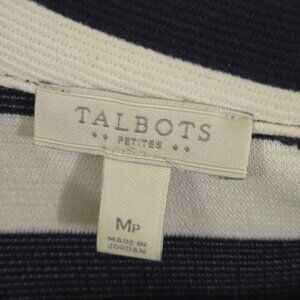 TALBOTS
PETITES
MP
MADE IN
JORDAN